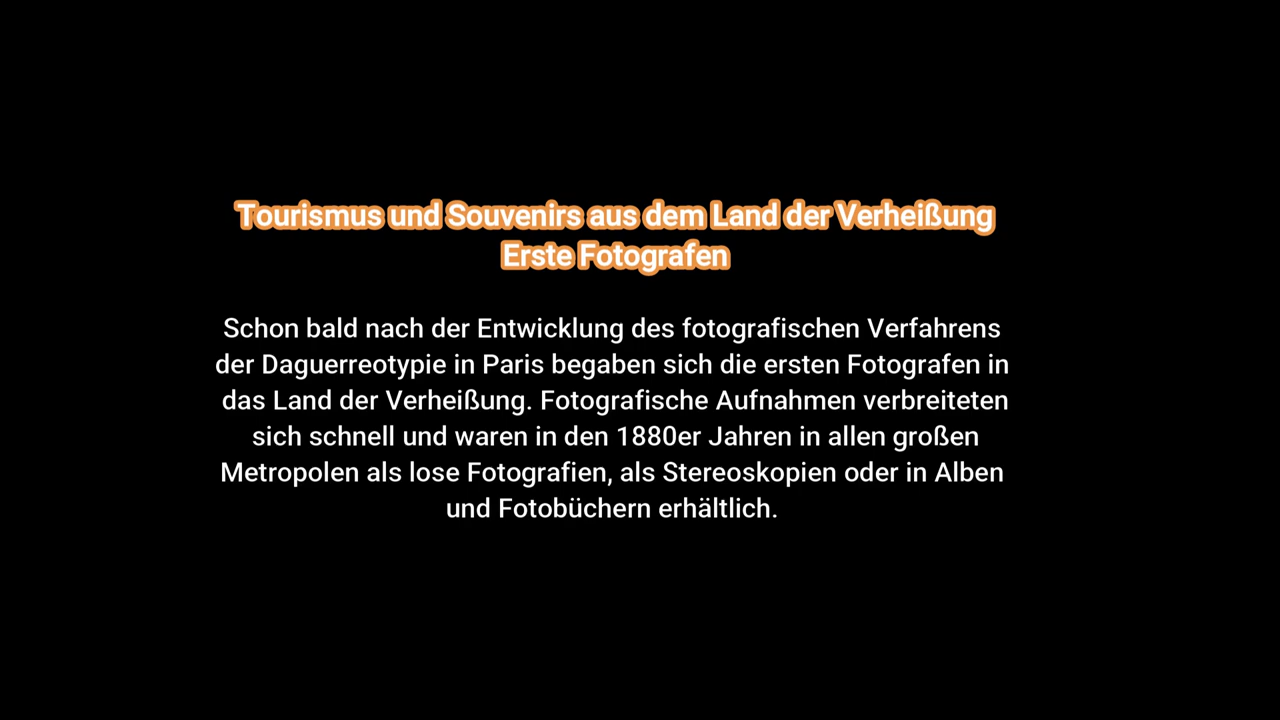 Tourismus und Souvenirs aus dem Land der Verheißung
Erste Fotografen
Schon bald nach der Entwicklung des fotografischen Verfahrens
der Daguerreotypie in Paris begaben sich die ersten Fotografen in
das Land der Verheißung. Fotografische Aufnahmen verbreiteten
sich schnell und waren in den 1880er Jahren in allen großen
Metropolen als lose Fotografien, als Stereoskopien oder in Alben
und Fotobüchern erhältlich.